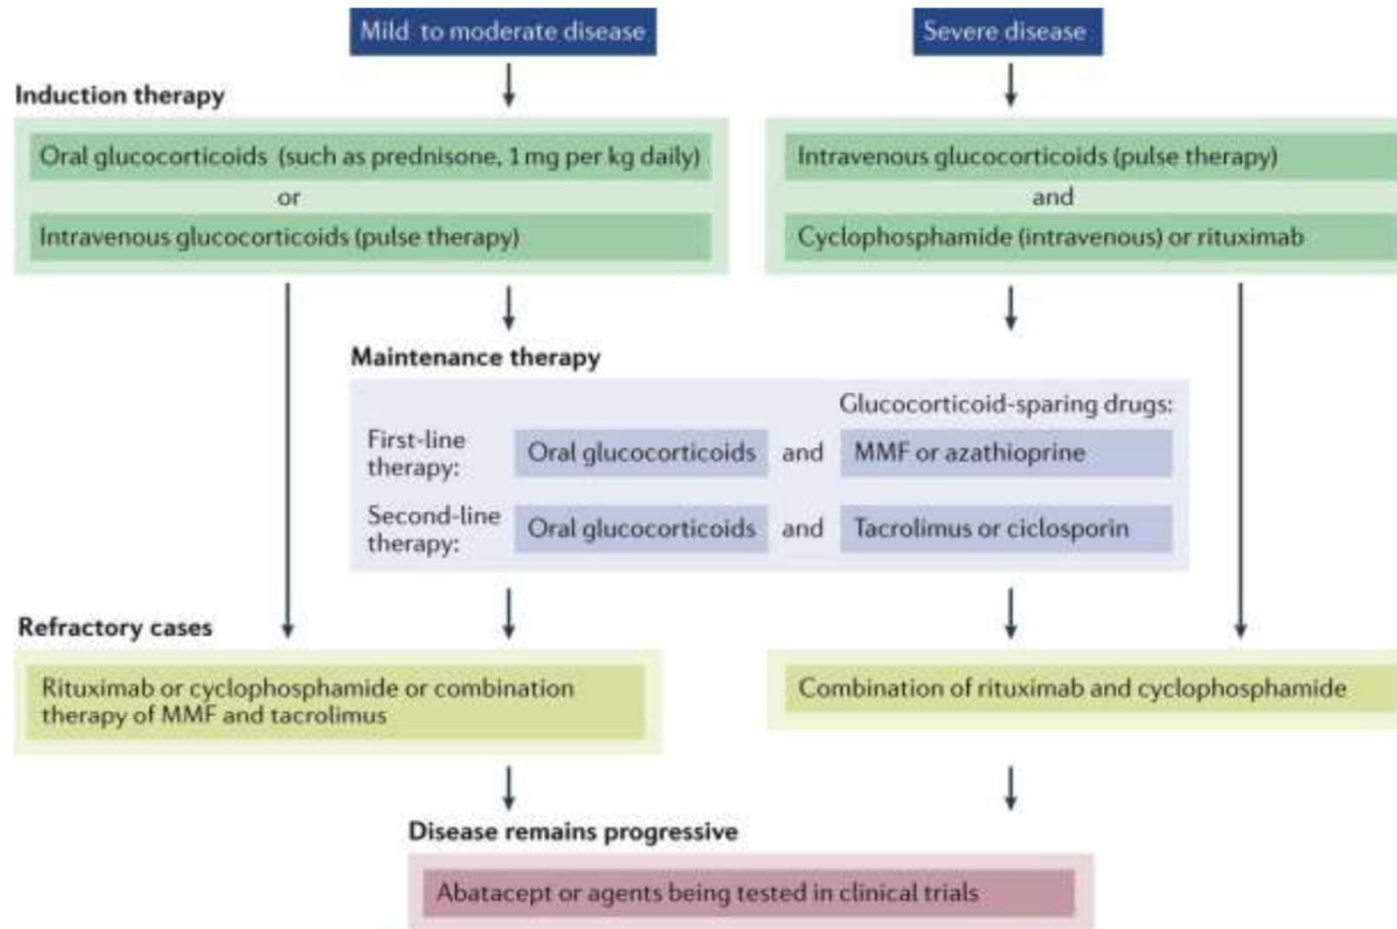 Mild to moderate disease
Severe disease
Induction therapy
Oral glucocorticoids (such as prednisone, 1 mg per kg daily)
or
Intravenous glucocorticoids (pulse therapy)
Intravenous glucocorticoids (pulse therapy)
and
Cyclophosphamide (intravenous) or rituximab
Maintenance therapy
Glucocorticoid-sparing drugs:
First-line
therapy:
Oral glucocorticoids and MMF or azathioprine
Second-line
therapy:
Oral glucocorticoids and Tacrolimus or ciclosporin
Refractory cases
Rituximab or cyclophosphamide or combination
therapy of MMF and tacrolimus
Combination of rituximab and cyclophosphamide
Disease remains progressive
Abatacept or agents being tested in clinical trials